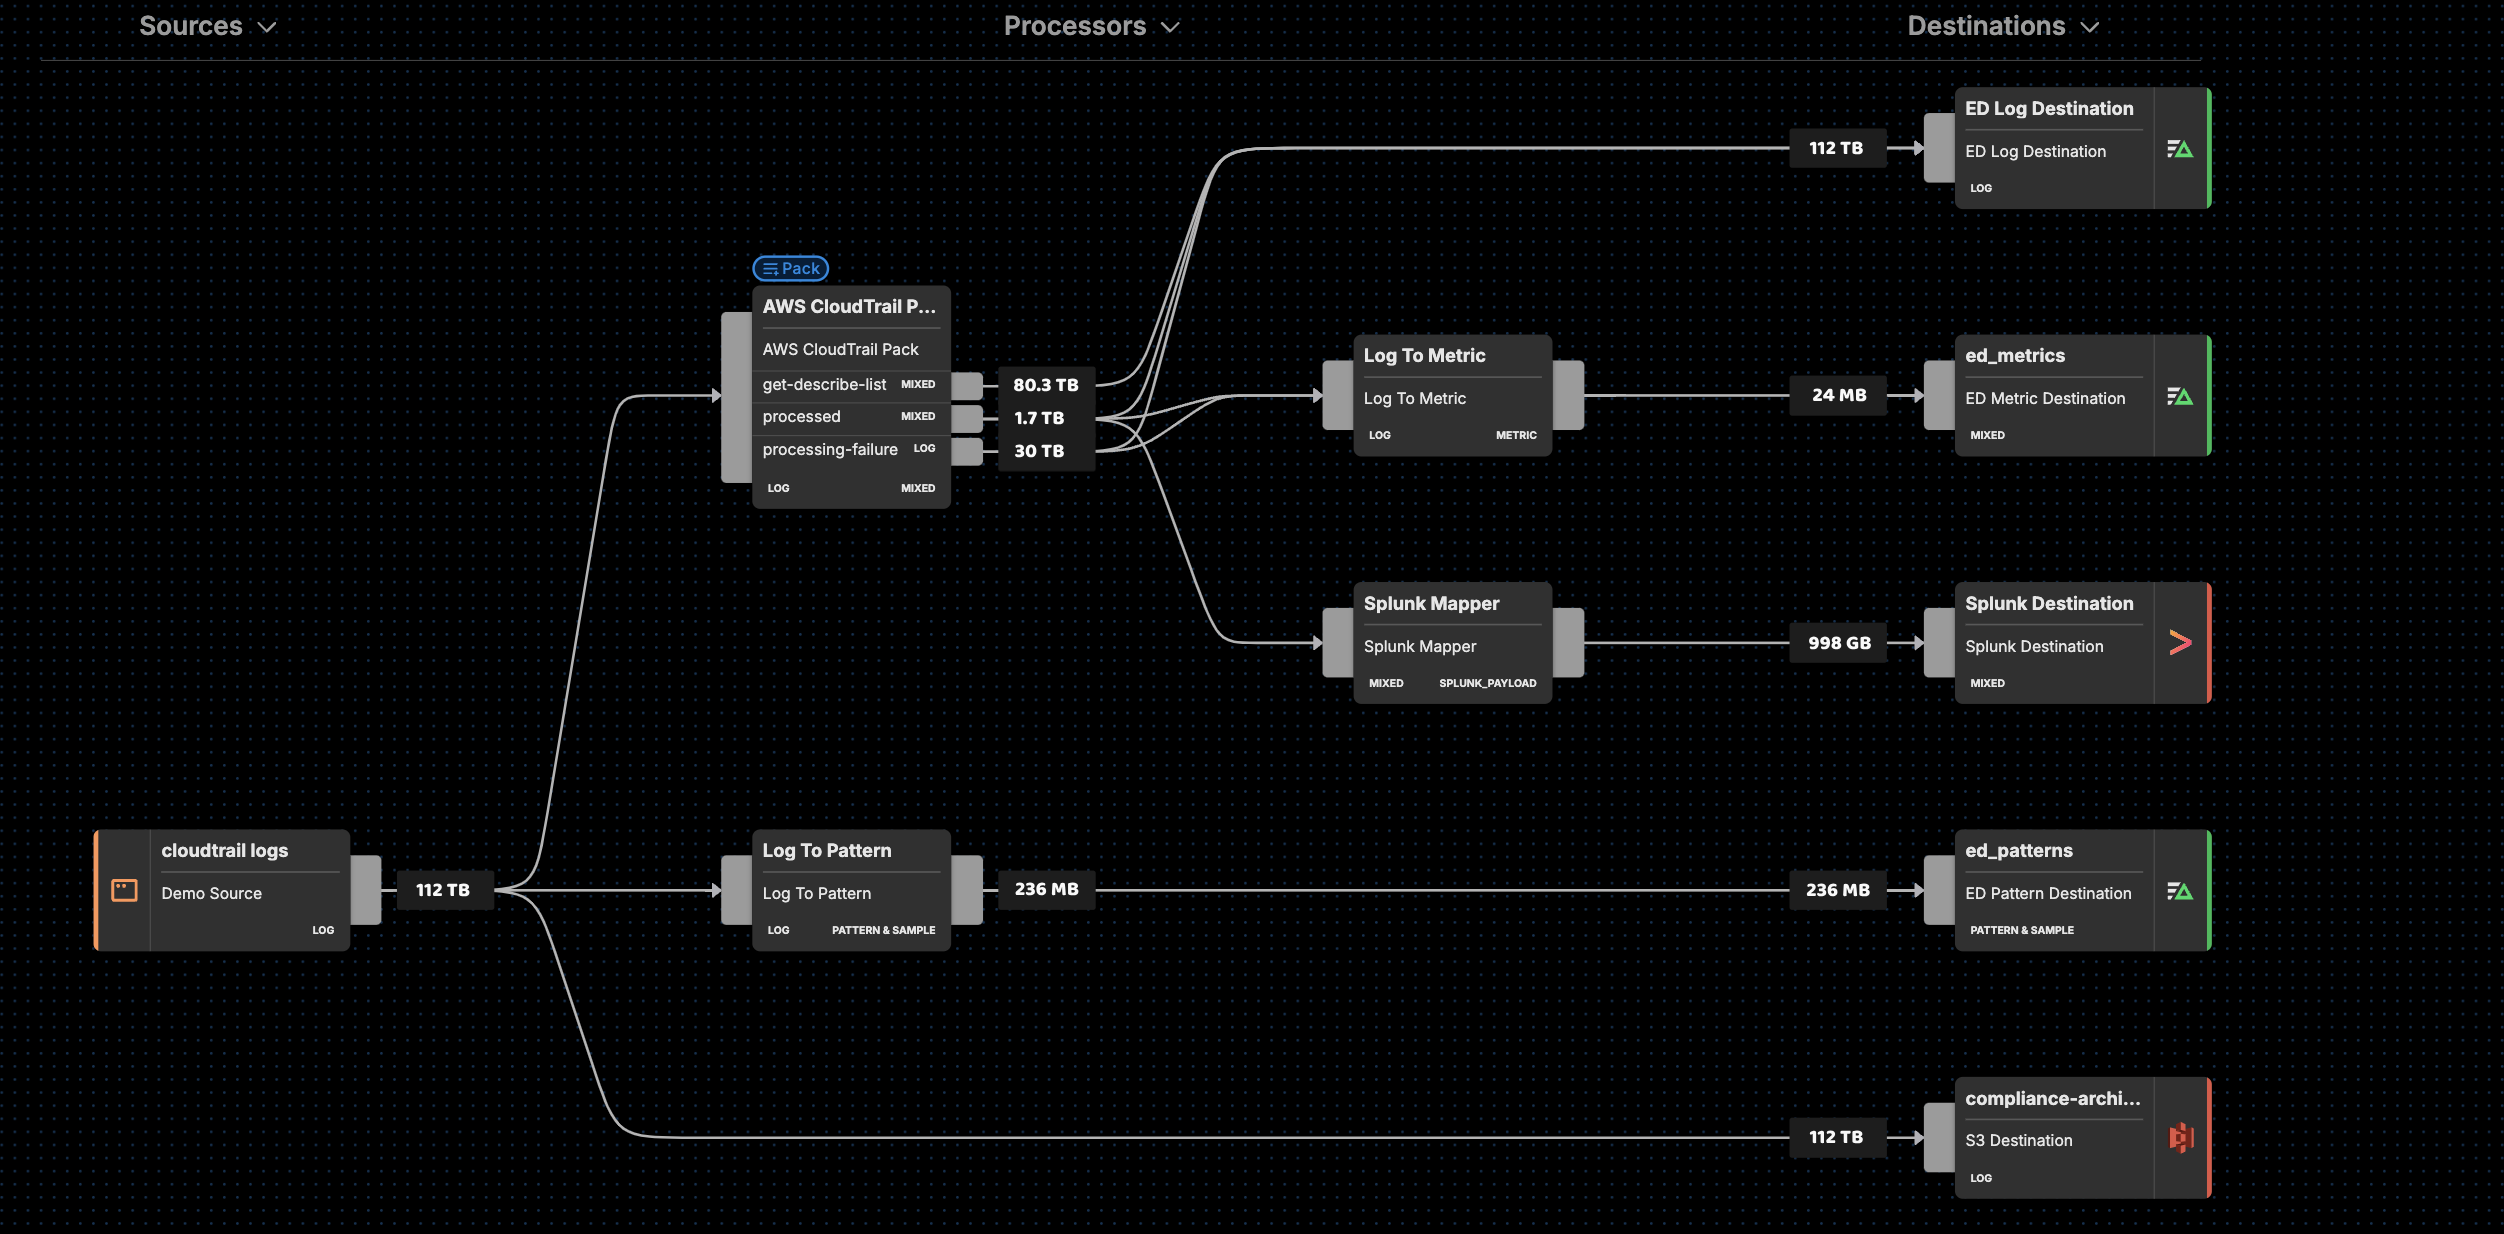 Sources
Processors
Destinations
ED Log Destination
ED Log Destination
LOG
112 TB
Pack
AWS CloudTrail P...
AWS CloudTrail Pack
get-describe-list MIXED
processed MIXED
processing-failure LOG
LOG MIXED
80.3 TB
1.7 TB
30 TB
Log To Metric
Log To Metric
LOG METRIC
24 MB
ed_metrics
ED Metric Destination
MIXED
Splunk Mapper
Splunk Mapper
MIXED SPLUNK_PAYLOAD
998 GB
Splunk Destination
Splunk Destination
MIXED
cloudtrail logs
Demo Source
LOG
112 TB
Log To Pattern
Log To Pattern
LOG PATTERN & SAMPLE
236 MB
236 MB
ed_patterns
ED Pattern Destination
PATTERN & SAMPLE
112 TB
compliance-archi...
S3 Destination
LOG